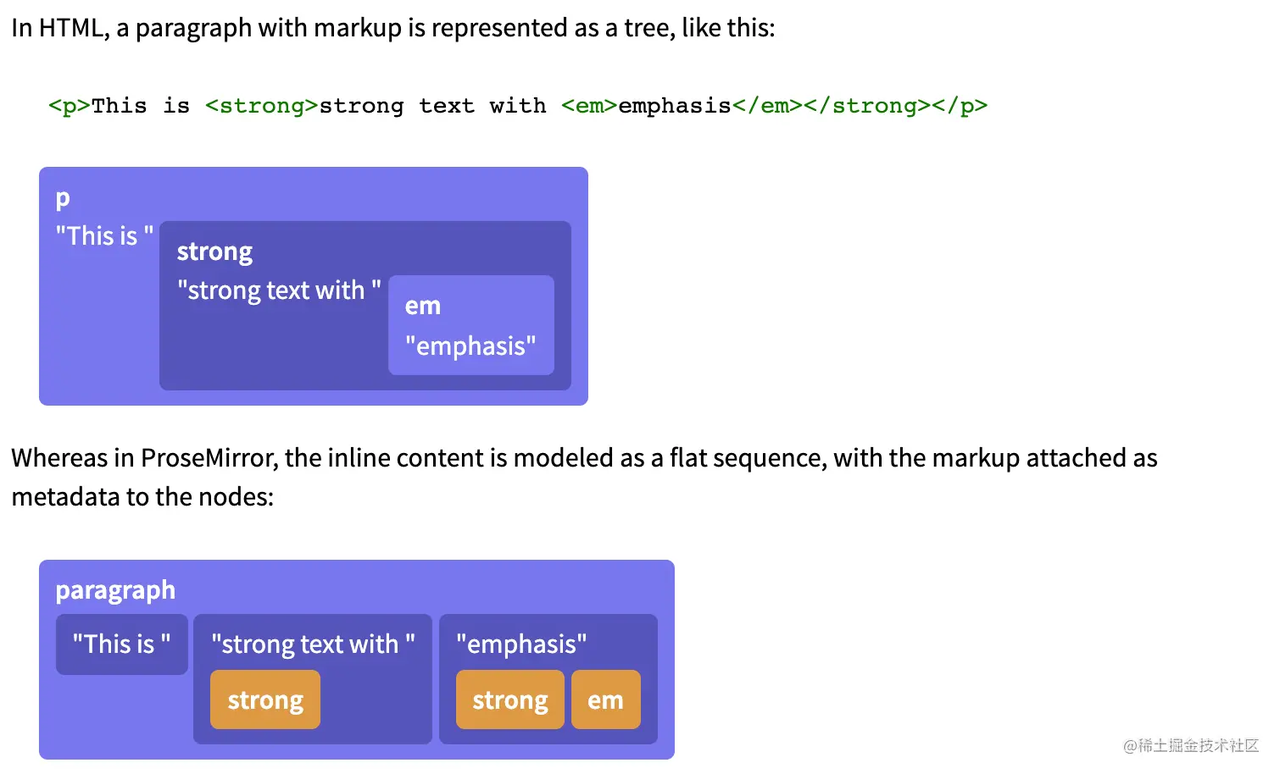 In HTML, a paragraph with markup is represented as a tree, like this:
<p>This is <strong>strong text with <em>emphasis</em></strong></p>
p
"This is "
strong
"strong text with "
em
"emphasis"
Whereas in ProseMirror, the inline content is modeled as a flat sequence, with the markup attached as
metadata to the nodes:
paragraph
"This is " "strong text with " "emphasis"
strong strong em
@稀土掘金技术社区